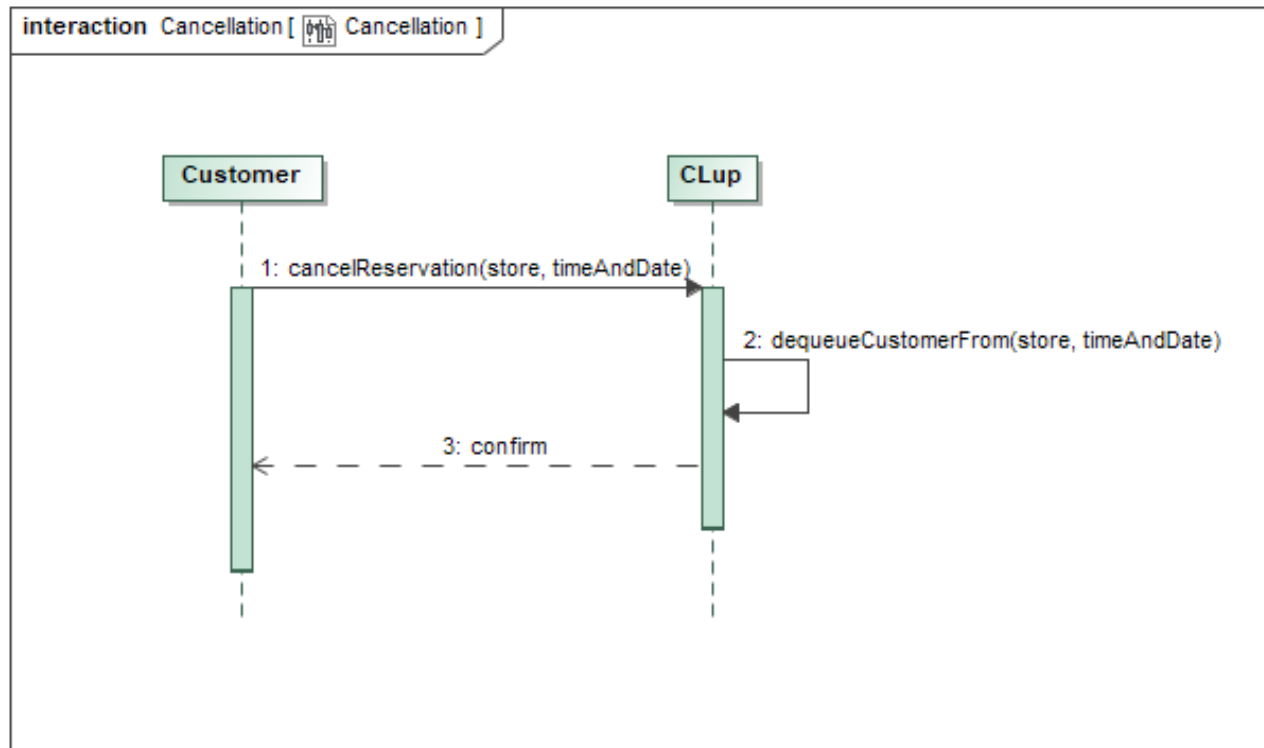 interaction Cancellation [ Cancellation ]
Customer
CLup
1: cancelReservation(store, timeAndDate)
2: dequeueCustomerFrom(store, timeAndDate)
3: confirm